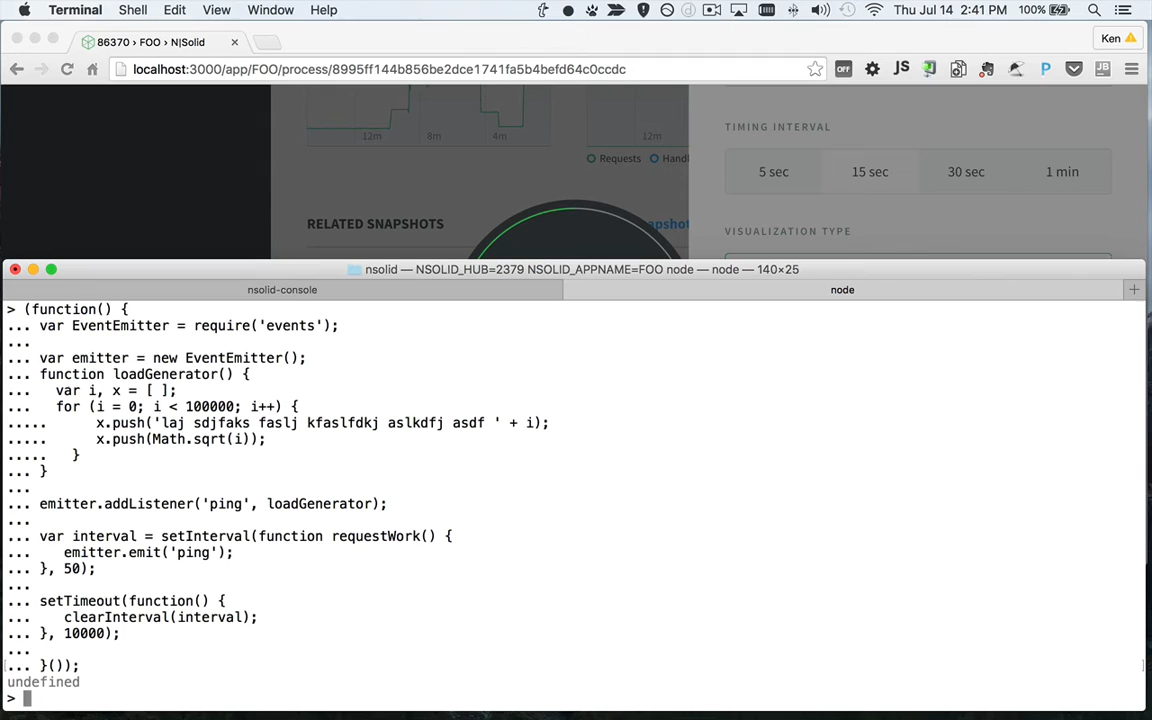 Terminal Shell Edit View Window Help Thu Jul 14 2:41 PM 100%
86370 › FOO › N|Solid Ken
localhost:3000/app/FOO/process/8995ff144b856be2dce1741fa5b4befd64c0ccdc OFF JS P JB
TIMING INTERVAL
12m 8m 4m 12m
Requests Handl
5 sec 15 sec 30 sec 1 min
RELATED SNAPSHOTS apshot
VISUALIZATION TYPE
nsolid — NSOLID_HUB=2379 NSOLID_APPNAME=FOO node — node — 140×25
nsolid-console node
> (function() {
... var EventEmitter = require('events');
...
... var emitter = new EventEmitter();
... function loadGenerator() {
...   var i, x = [ ];
...   for (i = 0; i < 100000; i++) {
.....     x.push('laj sdjfaks faslj kfaslfdkj aslkdfj asdf ' + i);
.....     x.push(Math.sqrt(i));
.....   }
... }
...
... emitter.addListener('ping', loadGenerator);
...
... var interval = setInterval(function requestWork() {
...    emitter.emit('ping');
... }, 50);
...
... setTimeout(function() {
...    clearInterval(interval);
... }, 10000);
...
... }());
undefined
>